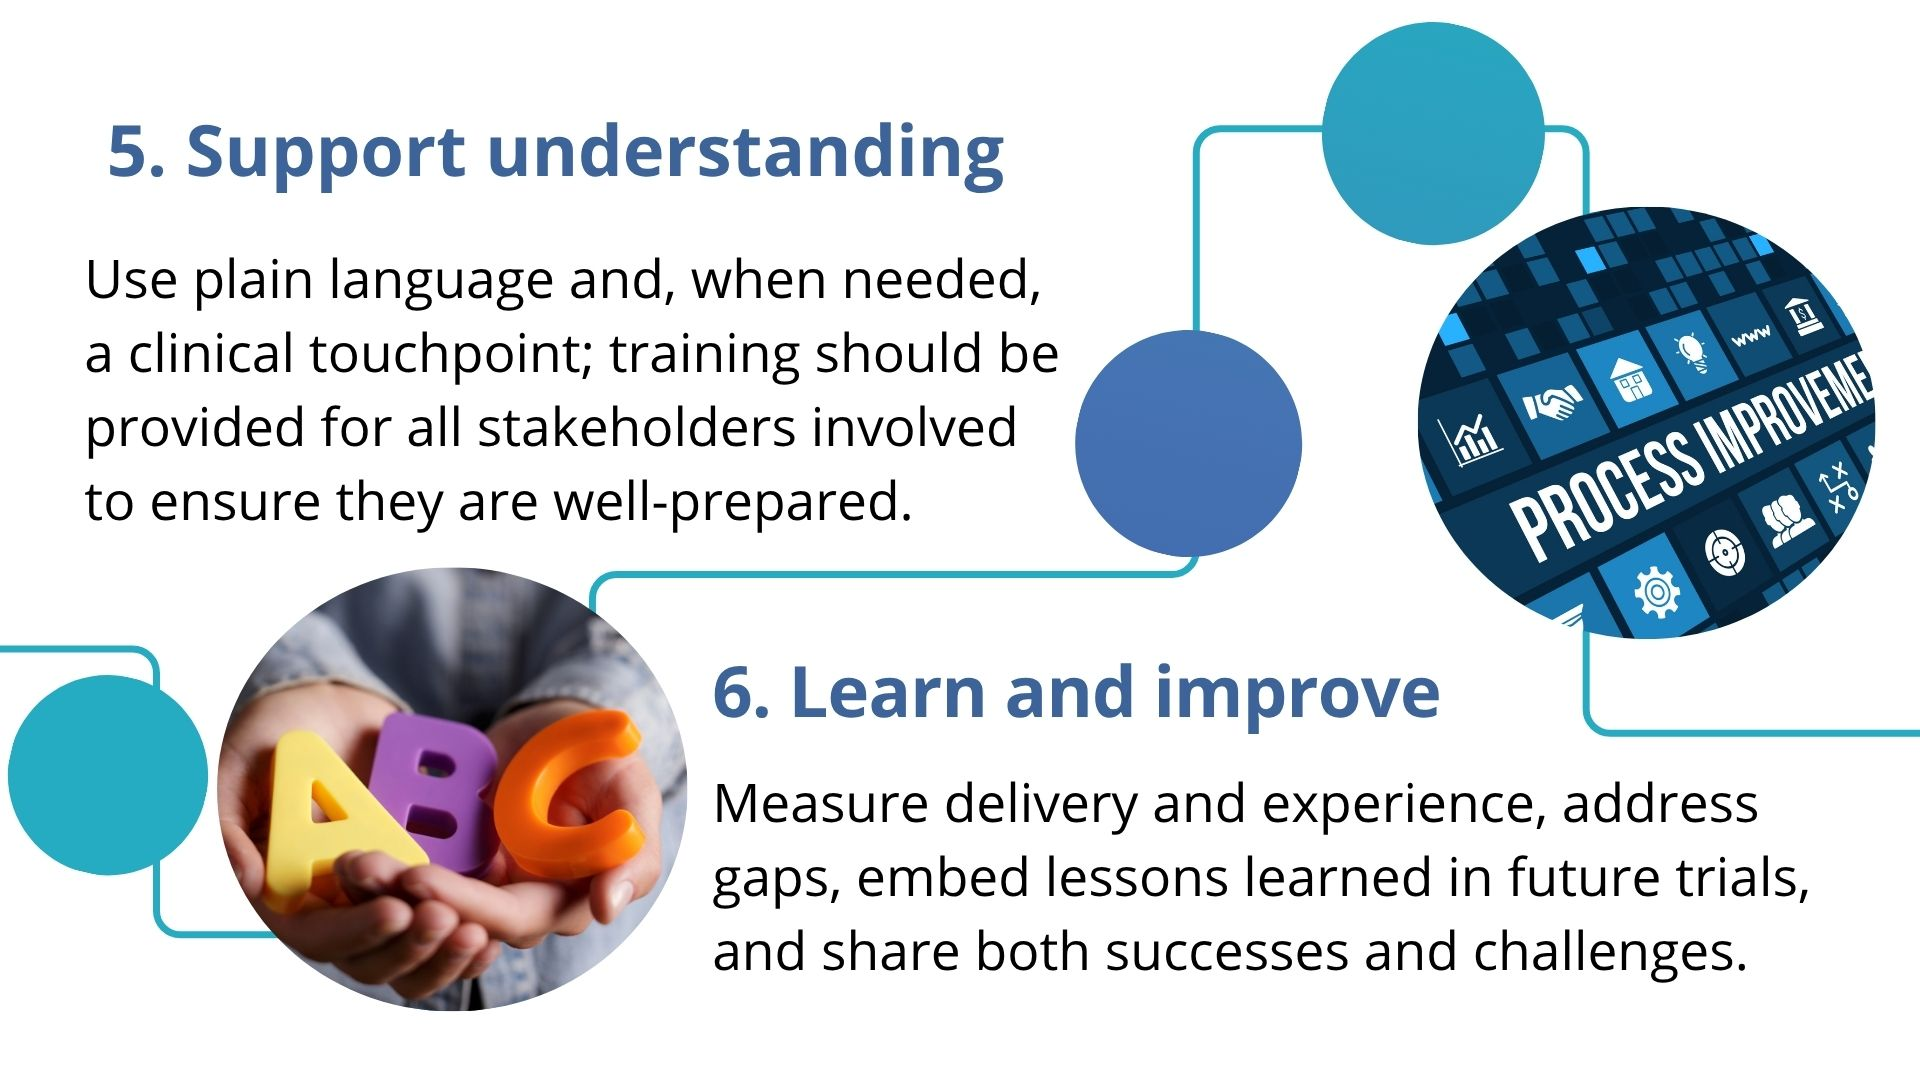 5. Support understanding
Use plain language and, when needed,
a clinical touchpoint; training should be
provided for all stakeholders involved
to ensure they are well-prepared.
www
PROCESS IMPROVEME
ABC
6. Learn and improve
Measure delivery and experience, address
gaps, embed lessons learned in future trials,
and share both successes and challenges.